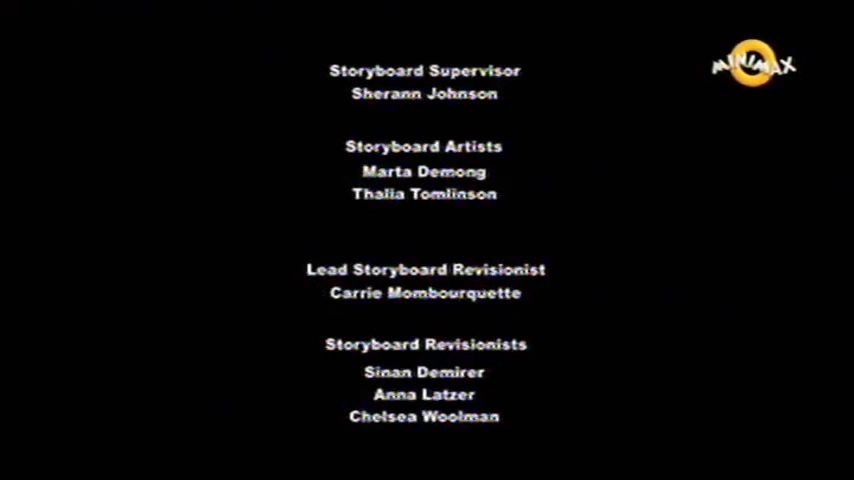 MINIMAX
Storyboard Supervisor
Sherann Johnson
Storyboard Artists
Marta Demong
Thalia Tomlinson
Lead Storyboard Revisionist
Carrie Mombourquette
Storyboard Revisionists
Sinan Demirer
Anna Latzer
Chelsea Woolman